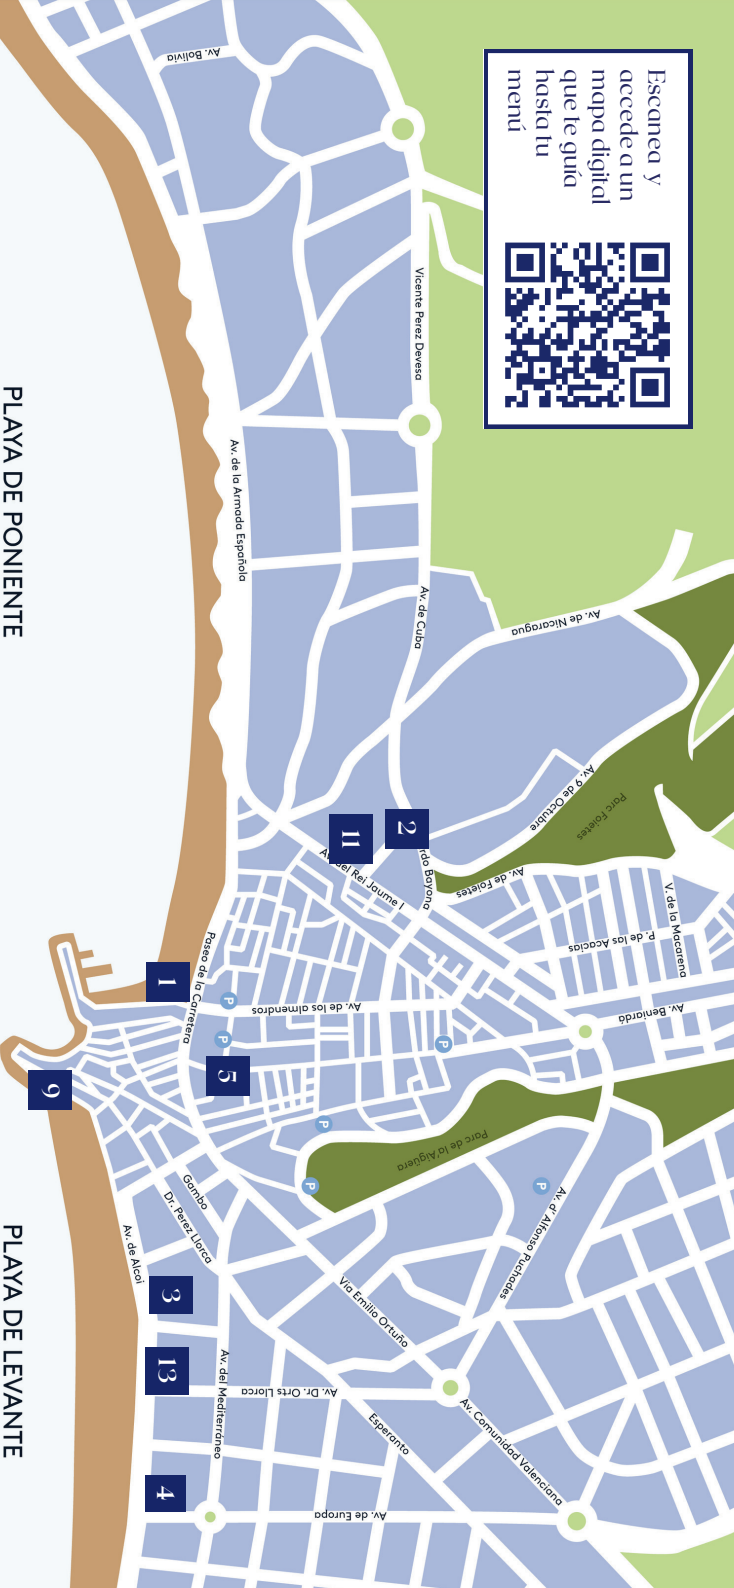 Escanea y
accede a un
mapa digital
que te guía
hasta tu
menú
PLAYA DE PONIENTE
PLAYA DE LEVANTE
Av. Bolivia
Vicente Perez Devesa
Av. de la Armada Española
Av. de Cuba
Av. de Nicaragua
Av. 9 de Octubre
Parc Foietes
Av. de Foietes
rdo Bayona
Av. del Rei Jaume I
V. de la Macarena
P. de las Acacias
Av. Beniardá
Paseo de la Carretera
Av. de los almendros
Parc de l'a Aigüera
Gambo
Dr. Perez Llorca
Av. de Alcoi
Via Emilio Ortuño
Av. d' Alfonso Puchades
Av. del Mediterráneo
Av. Dr. Orts Llorca
Esperanto
Av. Comunidad Valenciana
Av. de Europa
11
2
1
5
9
3
13
4
P
P
P
P
P
P